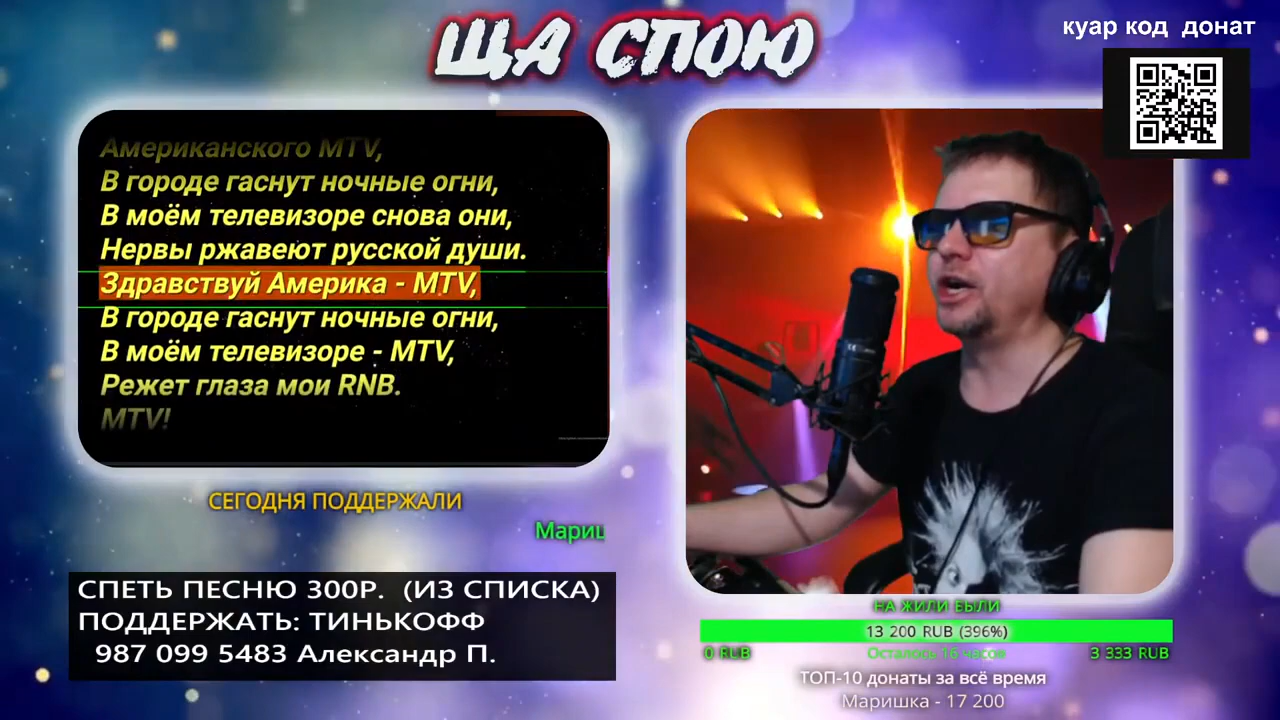 ЩА СПОЮ
куар код донат
Американского MTV,
В городе гаснут ночные огни,
В моём телевизоре снова они,
Нервы ржавеют русской души.
Здравствуй Америка - MTV,
В городе гаснут ночные огни,
В моём телевизоре - MTV,
Режет глаза мои RNB.
MTV!
СЕГОДНЯ ПОДДЕРЖАЛИ
СПЕТЬ ПЕСНЮ 300Р. (ИЗ СПИСКА)
ПОДДЕРЖАТЬ: ТИНЬКОФФ
987 099 5483 Александр П.
НА ЖИЛИ БЫЛИ
13 200 RUB (396%)
0 RUB Осталось 16 часов 3 333 RUB
ТОП-10 донаты за всё время
Маришка - 17 200